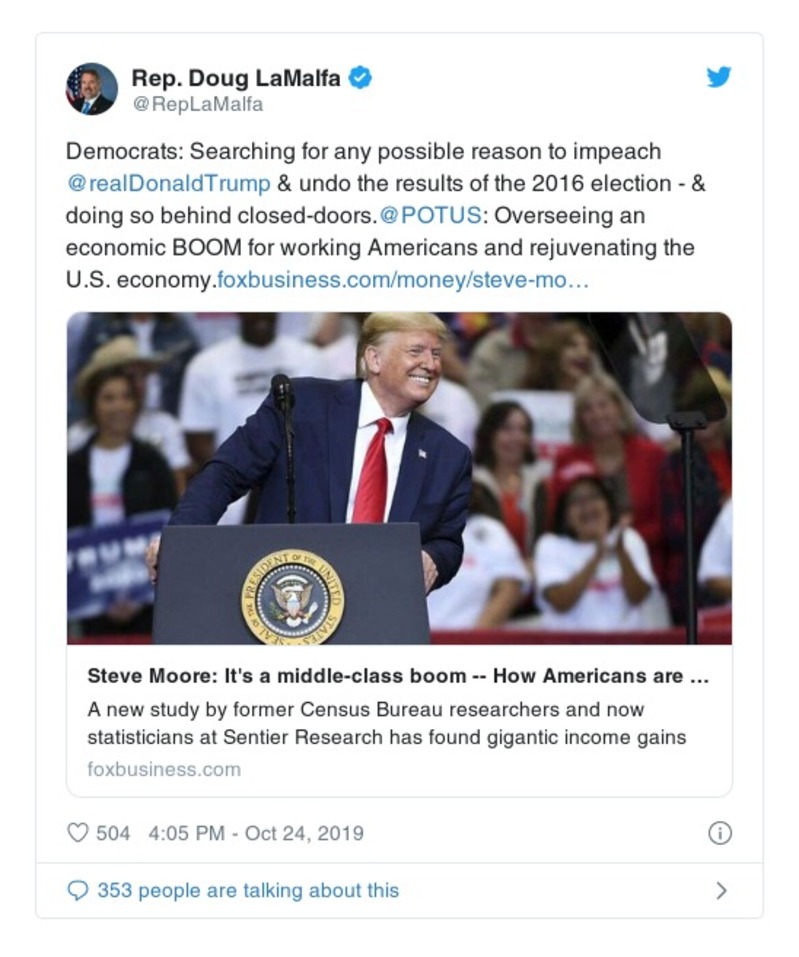 Rep. Doug LaMalfa
@RepLaMalfa
Democrats: Searching for any possible reason to impeach
@realDonaldTrump & undo the results of the 2016 election - &
doing so behind closed-doors.@POTUS: Overseeing an
economic BOOM for working Americans and rejuvenating the
U.S. economy.foxbusiness.com/money/steve-mo…
TRUMP
SEAL OF THE PRESIDENT OF THE UNITED STATES
Steve Moore: It's a middle-class boom -- How Americans are ...
A new study by former Census Bureau researchers and now
statisticians at Sentier Research has found gigantic income gains
foxbusiness.com
504 4:05 PM - Oct 24, 2019
353 people are talking about this